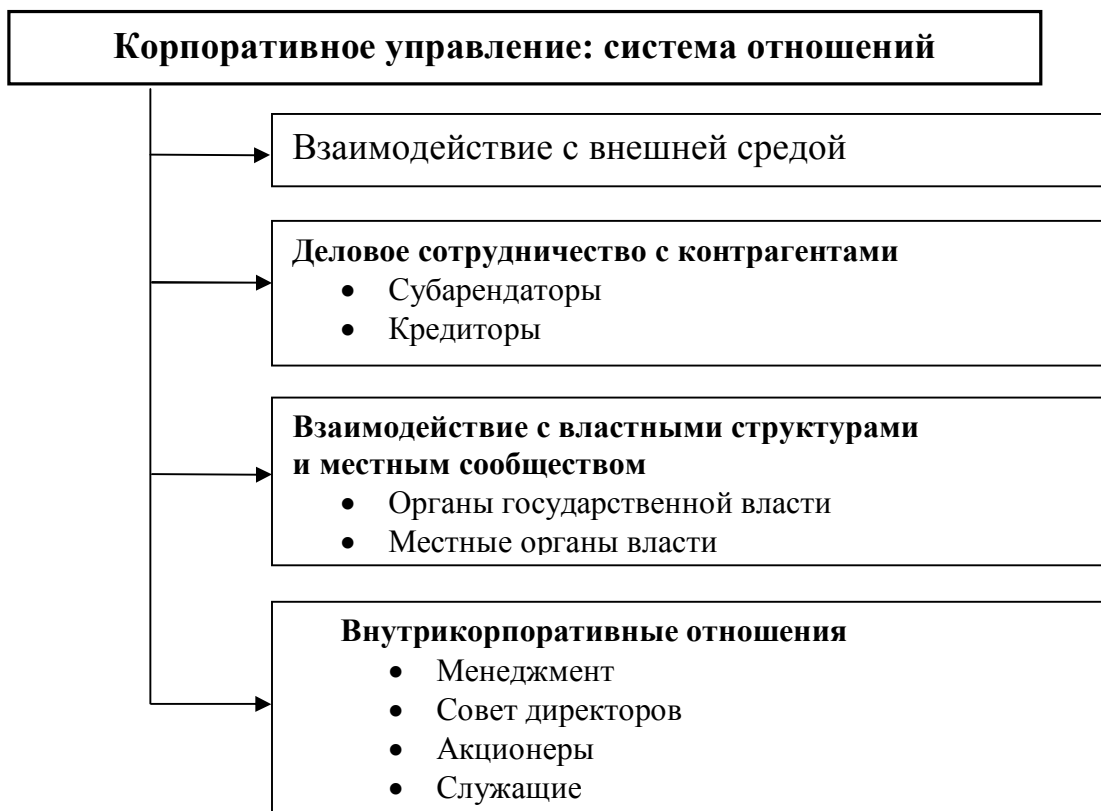 Корпоративное управление: система отношений
Взаимодействие с внешней средой
Деловое сотрудничество с контрагентами
• Субарендаторы
• Кредиторы
Взаимодействие с властными структурами
и местным сообществом
• Органы государственной власти
• Местные органы власти
Внутрикорпоративные отношения
• Менеджмент
• Совет директоров
• Акционеры
• Служащие